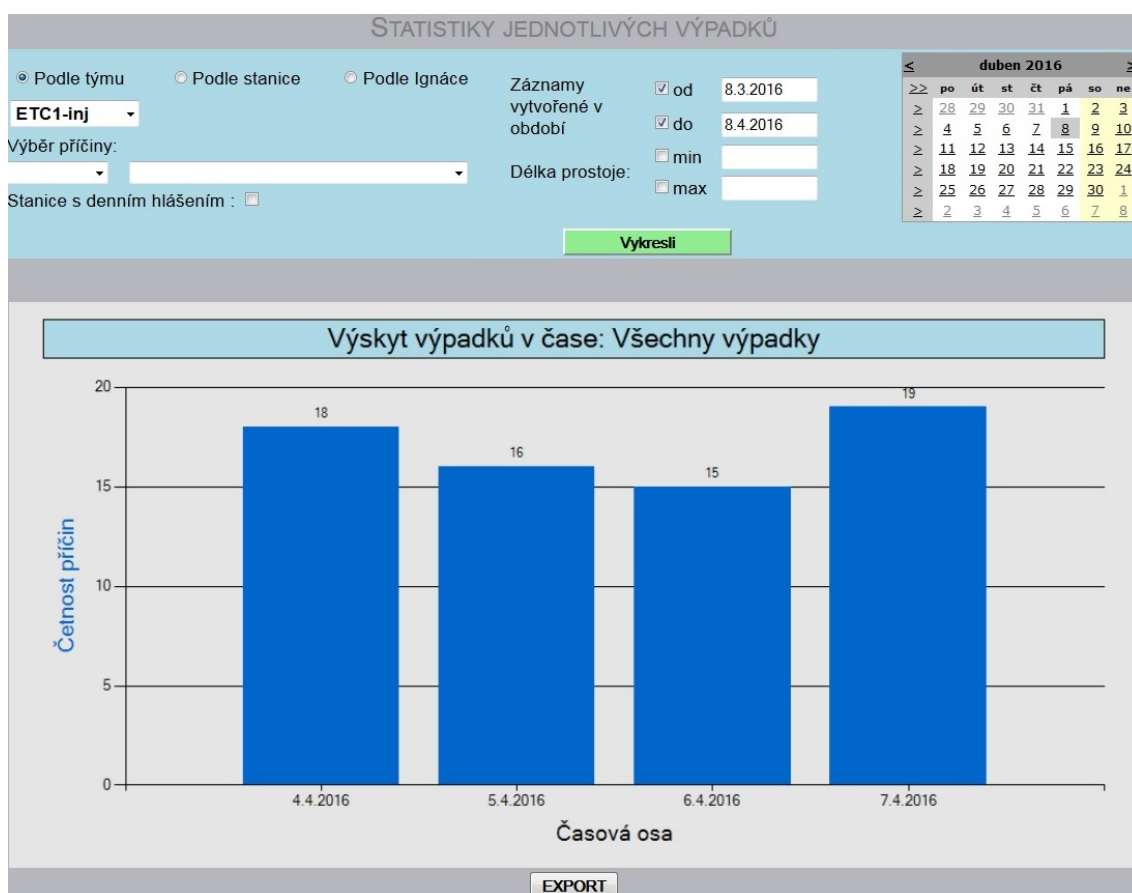 STATISTIKY JEDNOTLIVÝCH VÝPADKŮ
Podle týmu Podle stanice Podle Ignáce
ETC1-inj
Výběr příčiny:
Stanice s denním hlášením :
Záznamy
vytvořené v
období
od 8.3.2016
do 8.4.2016
Délka prostoje:
min
max
Vykresli
< duben 2016 >
>> po út st čt pá so ne
> 28 29 30 31 1 2 3
> 4 5 6 7 8 9 10
> 11 12 13 14 15 16 17
> 18 19 20 21 22 23 24
> 25 26 27 28 29 30 1
> 2 3 4 5 6 7 8
Výskyt výpadků v čase: Všechny výpadky
Četnost příčin
20
15
10
5
0
18
16
15
19
4.4.2016 5.4.2016 6.4.2016 7.4.2016
Časová osa
EXPORT